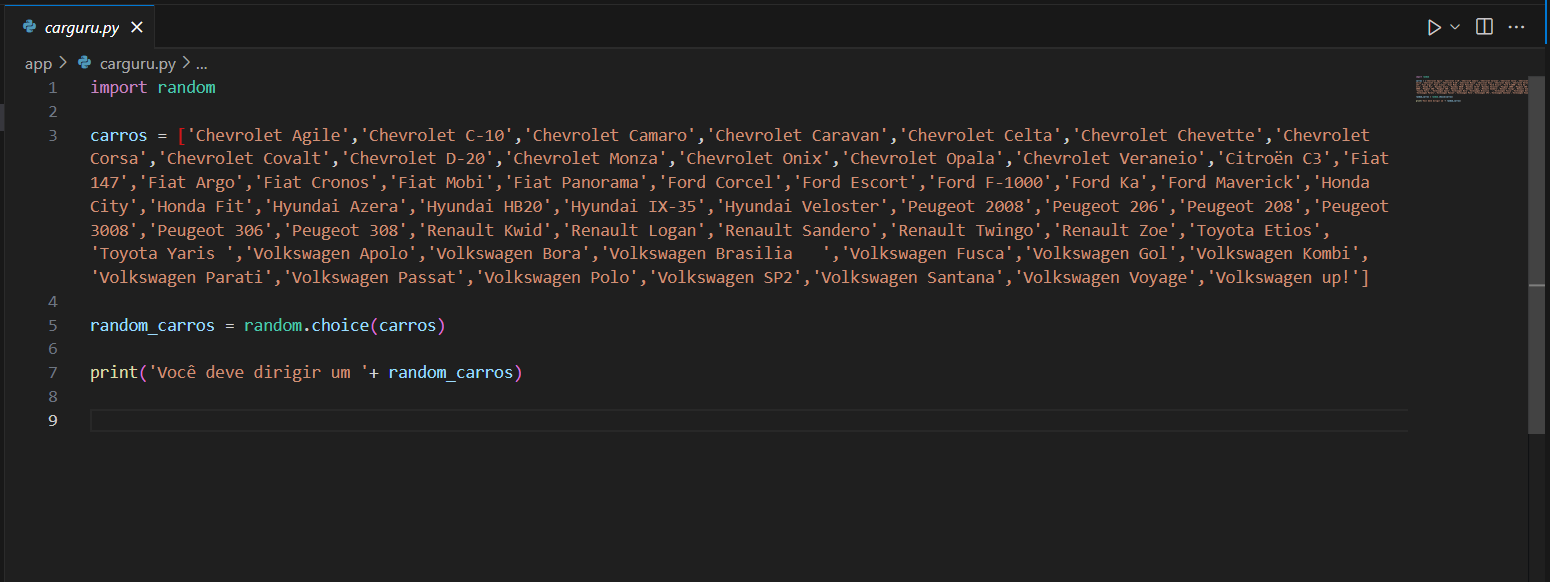 carguru.py
app > carguru.py > ...
1 import random
2
3 carros = ['Chevrolet Agile','Chevrolet C-10','Chevrolet Camaro','Chevrolet Caravan','Chevrolet Celta','Chevrolet Chevette','Chevrolet
Corsa','Chevrolet Covalt','Chevrolet D-20','Chevrolet Monza','Chevrolet Onix','Chevrolet Opala','Chevrolet Veraneio','Citroën C3','Fiat
147','Fiat Argo','Fiat Cronos','Fiat Mobi','Fiat Panorama','Ford Corcel','Ford Escort','Ford F-1000','Ford Ka','Ford Maverick','Honda
City','Honda Fit','Hyundai Azera','Hyundai HB20','Hyundai IX-35','Hyundai Veloster','Peugeot 2008','Peugeot 206','Peugeot 208','Peugeot
3008','Peugeot 306','Peugeot 308','Renault Kwid','Renault Logan','Renault Sandero','Renault Twingo','Renault Zoe','Toyota Etios',
'Toyota Yaris ','Volkswagen Apolo','Volkswagen Bora','Volkswagen Brasilia   ','Volkswagen Fusca','Volkswagen Gol','Volkswagen Kombi',
'Volkswagen Parati','Volkswagen Passat','Volkswagen Polo','Volkswagen SP2','Volkswagen Santana','Volkswagen Voyage','Volkswagen up!']
4
5 random_carros = random.choice(carros)
6
7 print('Você deve dirigir um '+ random_carros)
8
9